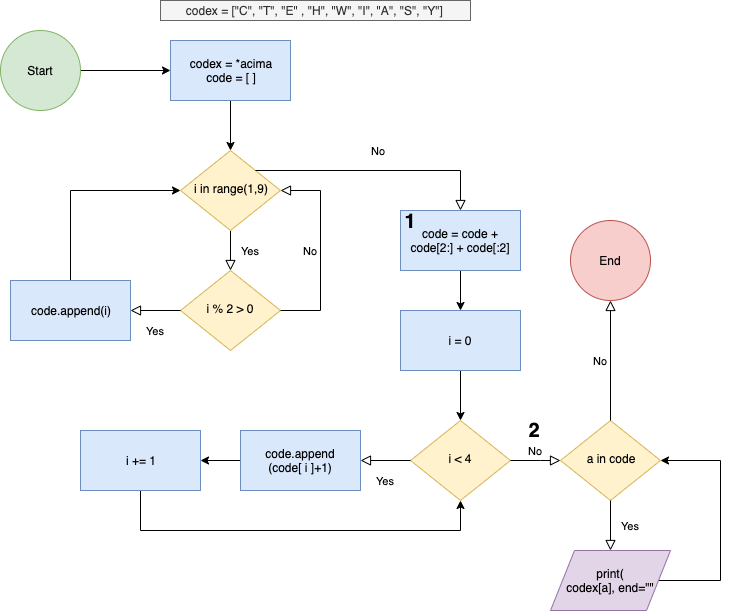 codex = ["C", "T", "E" , "H", "W", "I", "A", "S", "Y"]
Start
codex = *acima
code = [ ]
No
i in range(1,9)
1
code = code +
code[2:] + code[:2]
Yes
No
End
code.append(i)
i % 2 > 0
Yes
i = 0
No
2
i += 1
code.append
(code[ i ]+1)
i < 4
No
a in code
Yes
Yes
print(
codex[a], end=""